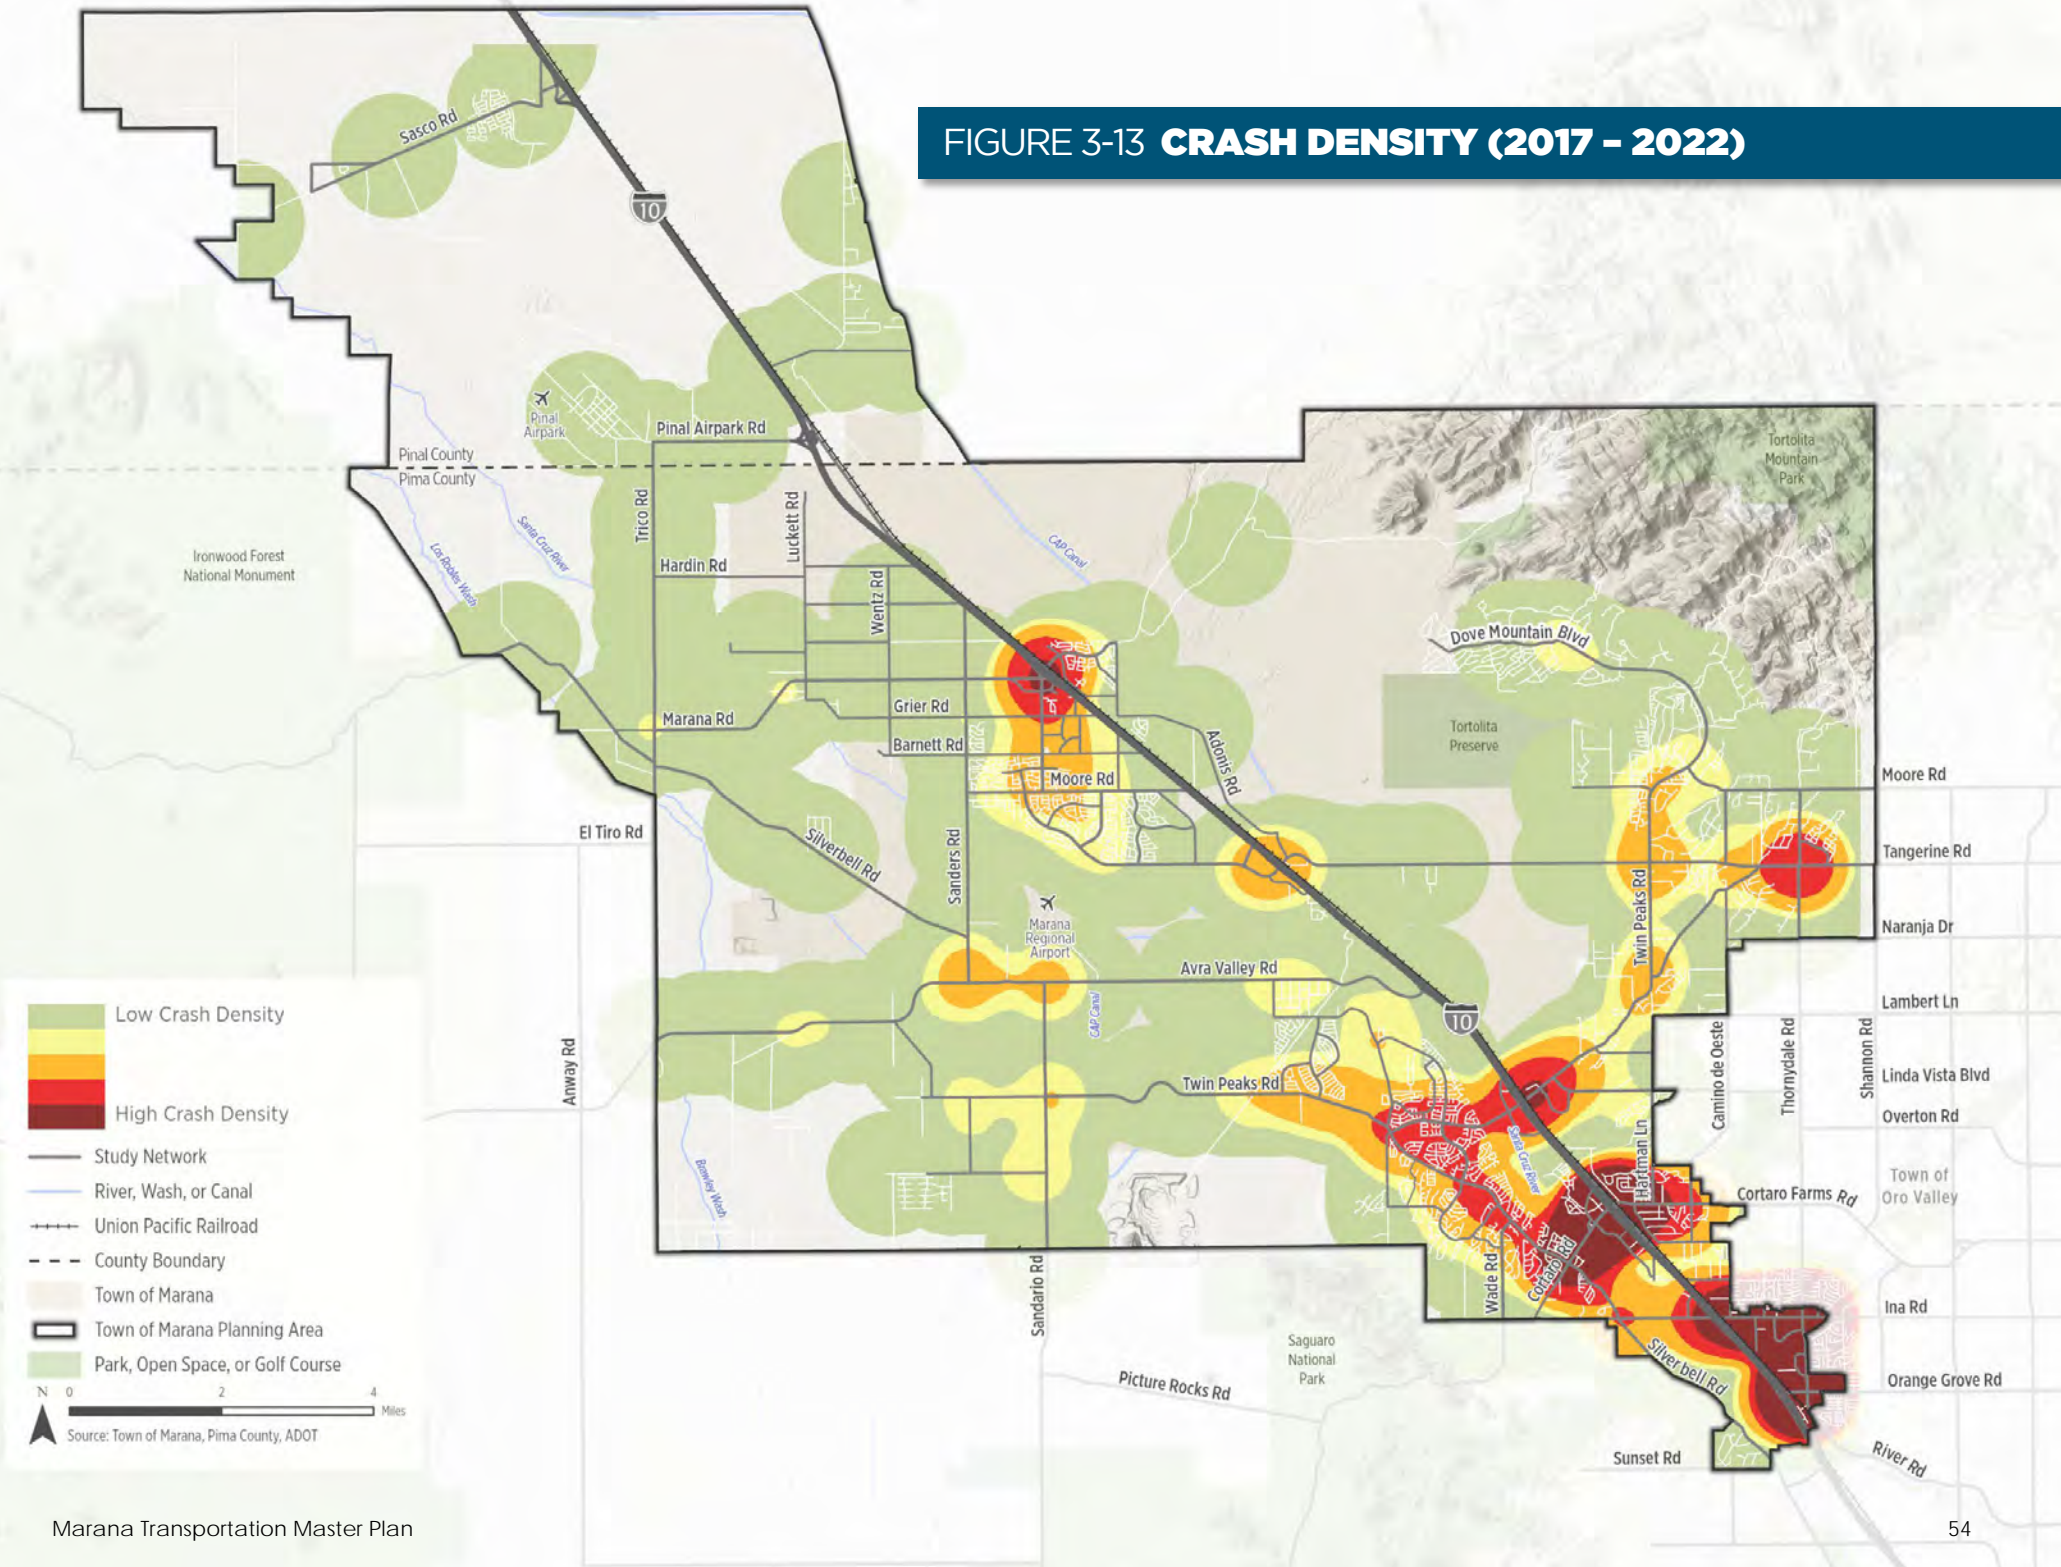 FIGURE 3-13 CRASH DENSITY (2017 – 2022)
Sasco Rd
10
Pinal
Airpark
Pinal Airpark Rd
Pinal County
Pima County
Tortolita
Mountain
Park
Trico Rd
Luckett Rd
Santa Cruz River
Los Robles Wash
CAP Canal
Ironwood Forest
National Monument
Hardin Rd
Wentz Rd
Dove Mountain Blvd
Marana Rd
Grier Rd
Barnett Rd
Adonis Rd
Tortolita
Preserve
Moore Rd
Moore Rd
El Tiro Rd
Silverbell Rd
Sanders Rd
Tangerine Rd
Twin Peaks Rd
Marana
Regional
Airport
Naranja Dr
Avra Valley Rd
Lambert Ln
CAP Canal
10
Anway Rd
Camino de Oeste
Thornydale Rd
Shannon Rd
Twin Peaks Rd
Linda Vista Blvd
Overton Rd
Santa Cruz River
Hartman Ln
Brawley Wash
Town of
Oro Valley
Cortaro Farms Rd
Wade Rd
Cortaro Rd
Sandario Rd
Ina Rd
Saguaro
National
Park
Silverbell Rd
Picture Rocks Rd
Orange Grove Rd
Sunset Rd
River Rd
Low Crash Density
High Crash Density
Study Network
River, Wash, or Canal
Union Pacific Railroad
County Boundary
Town of Marana
Town of Marana Planning Area
Park, Open Space, or Golf Course
N 0 2 4
Miles
Source: Town of Marana, Pima County, ADOT
Marana Transportation Master Plan
54